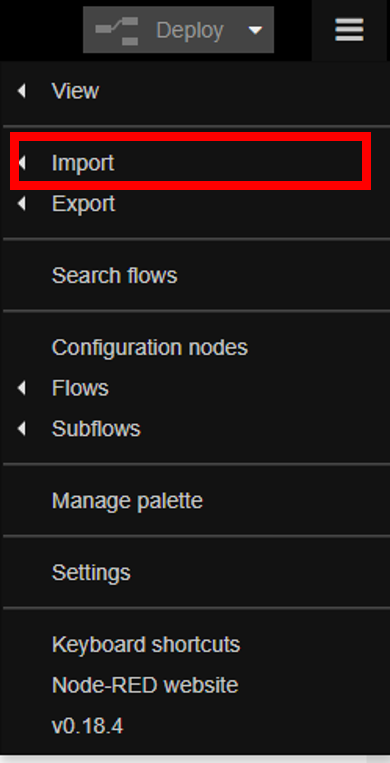 Deploy
View
Import
Export
Search flows
Configuration nodes
Flows
Subflows
Manage palette
Settings
Keyboard shortcuts
Node-RED website
v0.18.4